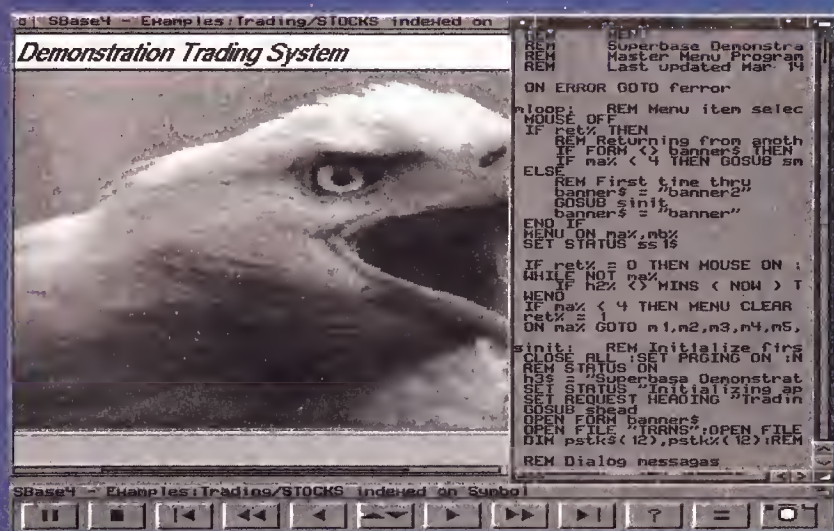 SBase4 - Examples:Trading/STOCKS indexed on
Demonstration Trading System
REM MENU
REM Superbase Demonstra
REM Master Menu Program
REM Last updated Mar 14
ON ERROR GOTO ferror
mloop: REM Menu item selec
MOUSE OFF
IF ret% THEN
REM Returning from anoth
IF FORM <> banner$ THEN
IF ma% < 4 THEN GOSUB sm
ELSE
REM First time thru
banner$ = "banner2"
GOSUB sinit
banner$ = "banner"
END IF
MENU ON ma%,mb%
SET STATUS ss1$
IF ret% = 0 THEN MOUSE ON :
WHILE NOT ma%
IF h2% <> MINS ( NOW ) T
WEND
IF ma% < 4 THEN MENU CLEAR
ret% = 1
ON ma% GOTO m1,m2,m3,m4,m5,
sinit: REM Initialize firs
CLOSE ALL :SET PAGING ON :N
REM STATUS ON
h3$ = "Superbase Demonstrat
SET STATUS "Initializing ap
SET REQUEST HEADING "Tradin
GOSUB shead
OPEN FORM banner$
OPEN FILE "TRANS":OPEN FILE
DIM pstk$(12),pstk%(12):REM
REM Dialog messages
SBase4 - Examples:Trading/STOCKS indexed on Symbol
? =